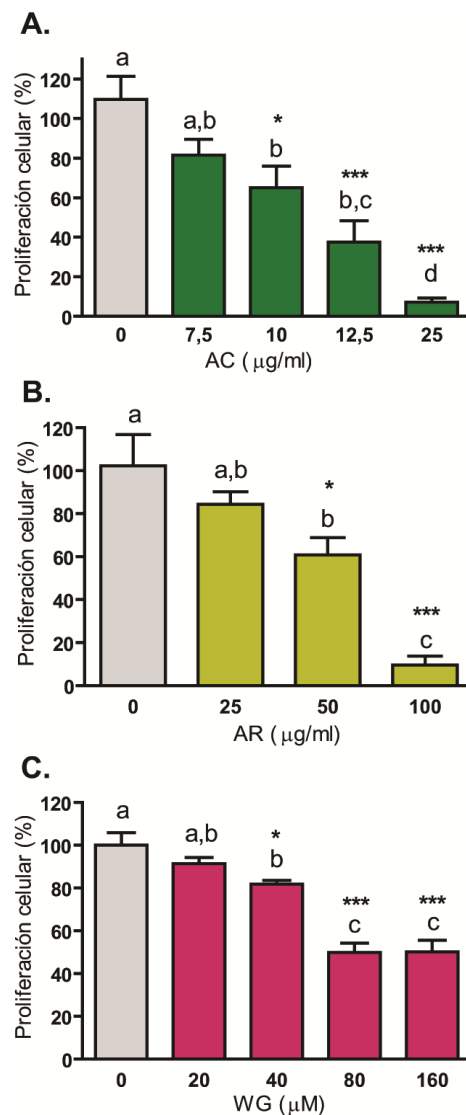 A.
Proliferación celular (%)
120
100
80
60
40
20
0
a
a,b
*
b
***
b,c
***
d
0 7,5 10 12,5 25
AC ( μg/ml)
B.
Proliferación celular (%)
120
100
80
60
40
20
0
a
a,b
*
b
***
c
0 25 50 100
AR ( μg/ml)
C.
Proliferación celular (%)
120
100
80
60
40
20
0
a
a,b
*
b
***
c
***
c
0 20 40 80 160
WG (μM)